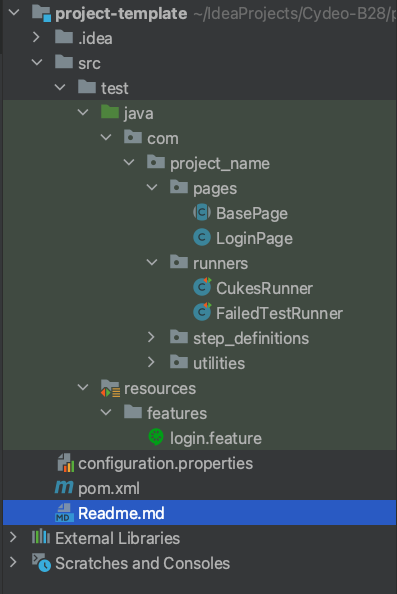 project-template ~/IdeaProjects/Cydeo-B28/p
.idea
src
test
java
com
project_name
pages
C BasePage
C LoginPage
runners
C CukesRunner
C FailedTestRunner
step_definitions
utilities
resources
features
login.feature
configuration.properties
m pom.xml
MD Readme.md
External Libraries
Scratches and Consoles